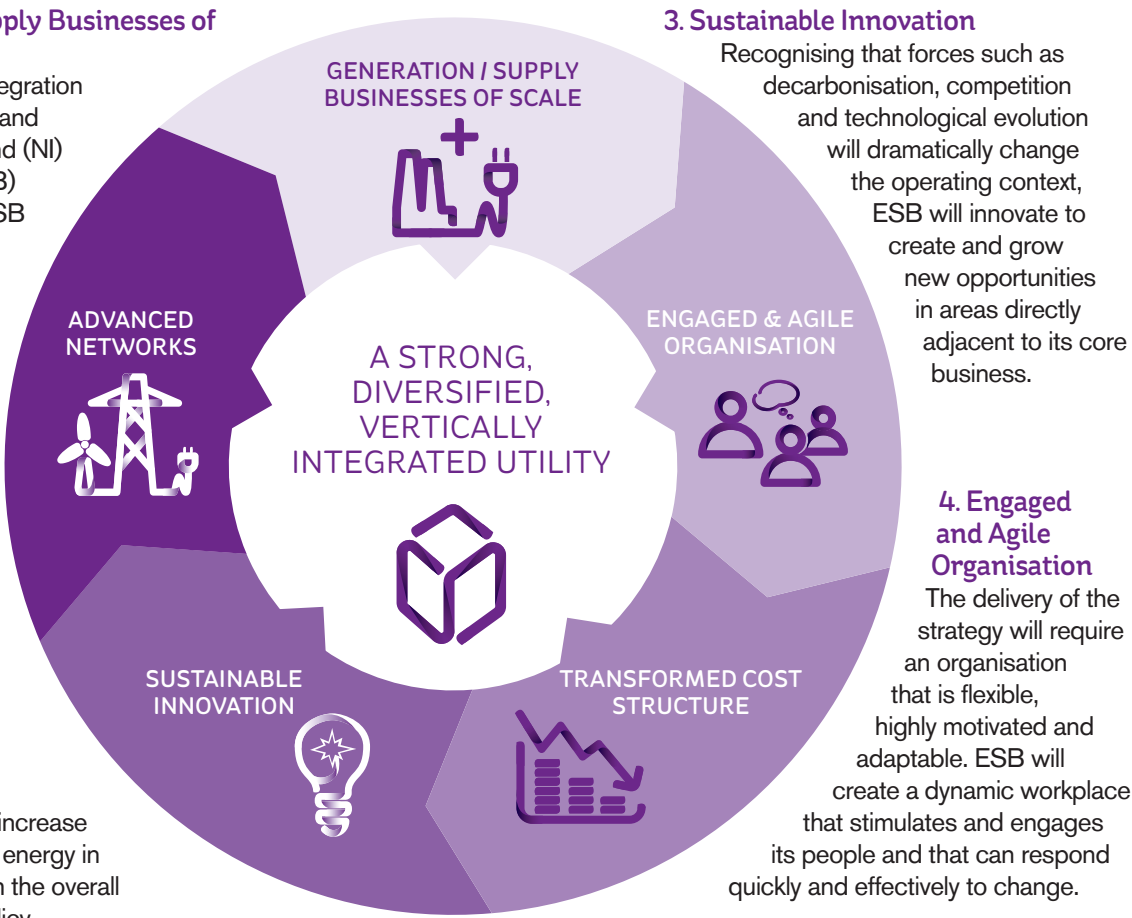 pply Businesses of
egration
and
d (NI)
3)
SB
increase
energy in
n the overall
GENERATION / SUPPLY
BUSINESSES OF SCALE
ADVANCED
NETWORKS
A STRONG,
DIVERSIFIED,
VERTICALLY
INTEGRATED UTILITY
ENGAGED & AGILE
ORGANISATION
SUSTAINABLE
INNOVATION
TRANSFORMED COST
STRUCTURE
3. Sustainable Innovation
Recognising that forces such as
decarbonisation, competition
and technological evolution
will dramatically change
the operating context,
ESB will innovate to
create and grow
new opportunities
in areas directly
adjacent to its core
business.
4. Engaged
and Agile
Organisation
The delivery of the
strategy will require
an organisation
that is flexible,
highly motivated and
adaptable. ESB will
create a dynamic workplace
that stimulates and engages
its people and that can respond
quickly and effectively to change.